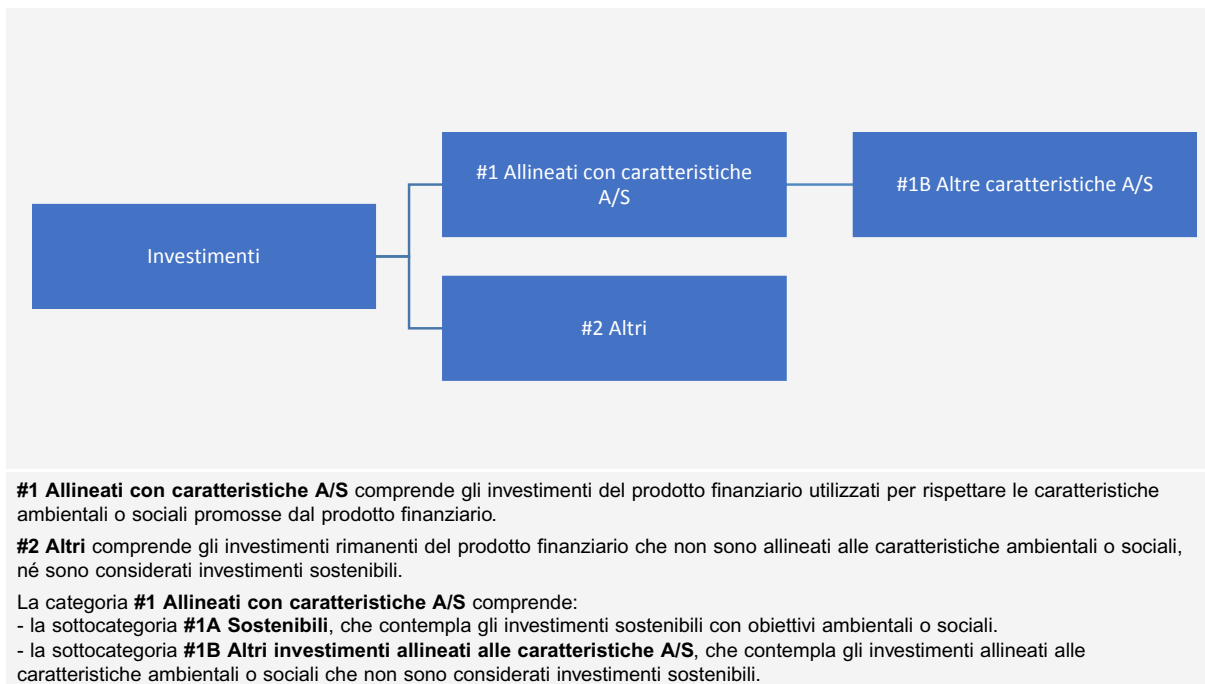 #1 Allineati con caratteristiche
A/S
#1B Altre caratteristiche A/S
Investimenti
#2 Altri
#1 Allineati con caratteristiche A/S comprende gli investimenti del prodotto finanziario utilizzati per rispettare le caratteristiche
ambientali o sociali promosse dal prodotto finanziario.
#2 Altri comprende gli investimenti rimanenti del prodotto finanziario che non sono allineati alle caratteristiche ambientali o sociali,
né sono considerati investimenti sostenibili.
La categoria #1 Allineati con caratteristiche A/S comprende:
- la sottocategoria #1A Sostenibili, che contempla gli investimenti sostenibili con obiettivi ambientali o sociali.
- la sottocategoria #1B Altri investimenti allineati alle caratteristiche A/S, che contempla gli investimenti allineati alle
caratteristiche ambientali o sociali che non sono considerati investimenti sostenibili.